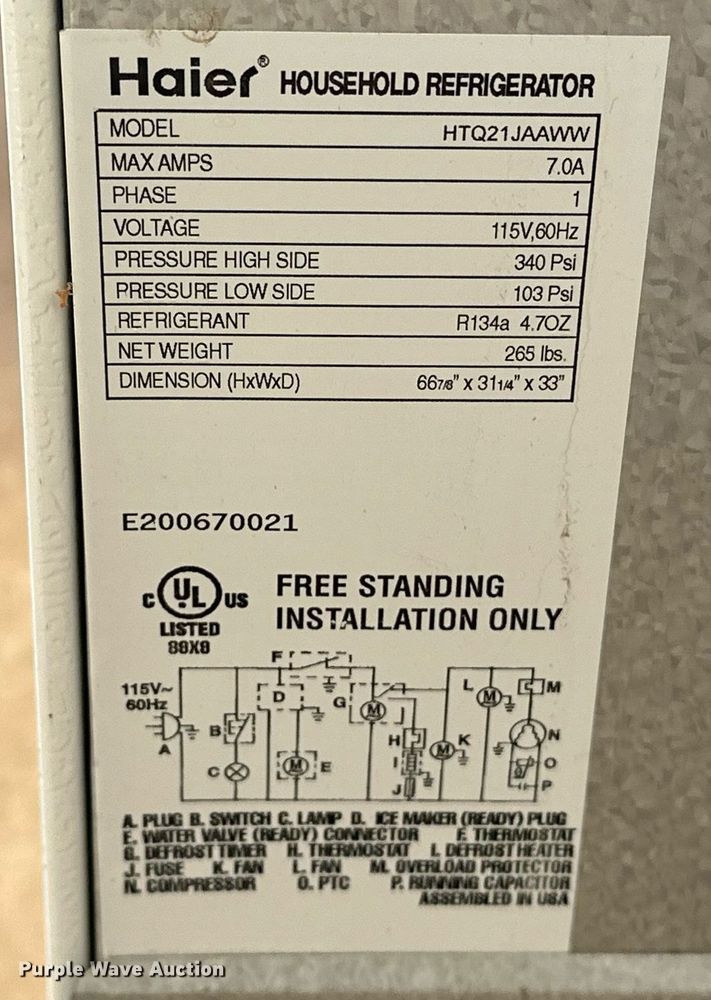 Haier® HOUSEHOLD REFRIGERATOR
MODEL HTQ21JAAWW
MAX AMPS 7.0A
PHASE 1
VOLTAGE 115V,60Hz
PRESSURE HIGH SIDE 340 Psi
PRESSURE LOW SIDE 103 Psi
REFRIGERANT R134a 4.7OZ
NET WEIGHT 265 lbs.
DIMENSION (HxWxD) 667/8" x 311/4" x 33"
E200670021
C UL US
LISTED
FREE STANDING
INSTALLATION ONLY
F
115V~
60Hz
A
B
C
D
E
G
M
H
I
J
M
K
L
M
M
N
O
P
M
A. PLUG B. SWITCH C. LAMP D. ICE MAKER (READY) PLUG
E. WATER VALVE (READY) CONNECTOR F. THERMOSTAT
G. DEFROST TIMER H. THERMOSTAT I. DEFROST HEATER
J. FUSE K. FAN L. FAN M. OVERLOAD PROTECTOR
N. COMPRESSOR O. PTC P. RUNNING CAPACITOR
ASSEMBLED IN USA
Purple Wave Auction